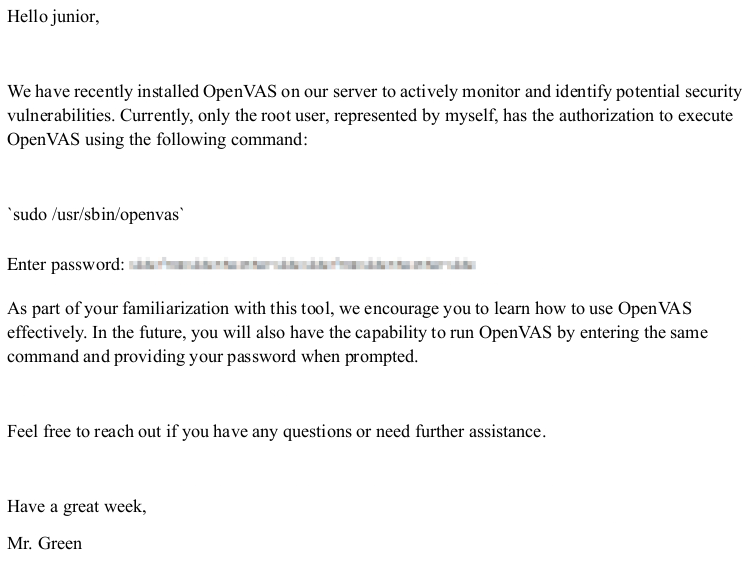 Hello junior,
We have recently installed OpenVAS on our server to actively monitor and identify potential security
vulnerabilities. Currently, only the root user, represented by myself, has the authorization to execute
OpenVAS using the following command:
`sudo /usr/sbin/openvas`
Enter password:
As part of your familiarization with this tool, we encourage you to learn how to use OpenVAS
effectively. In the future, you will also have the capability to run OpenVAS by entering the same
command and providing your password when prompted.
Feel free to reach out if you have any questions or need further assistance.
Have a great week,
Mr. Green